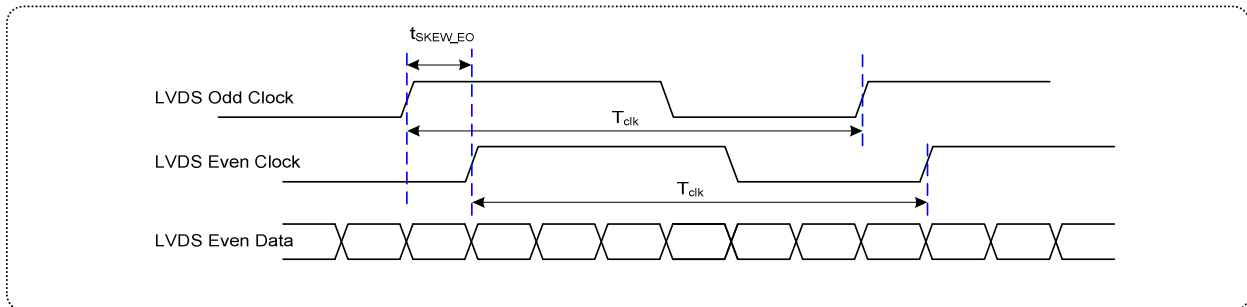 tSKEW_EO
LVDS Odd Clock
Tclk
LVDS Even Clock
Tclk
LVDS Even Data